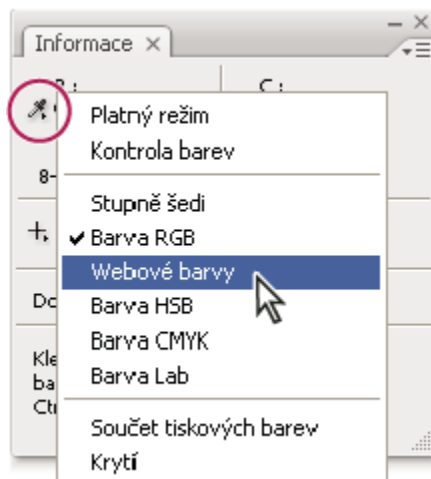 Informace
Platný režim
Kontrola barev
8-
Stupně šedi
Barva RGB
Webové barvy
Barva HSB
Barva CMYK
Barva Lab
Součet tiskových barev
Krytí